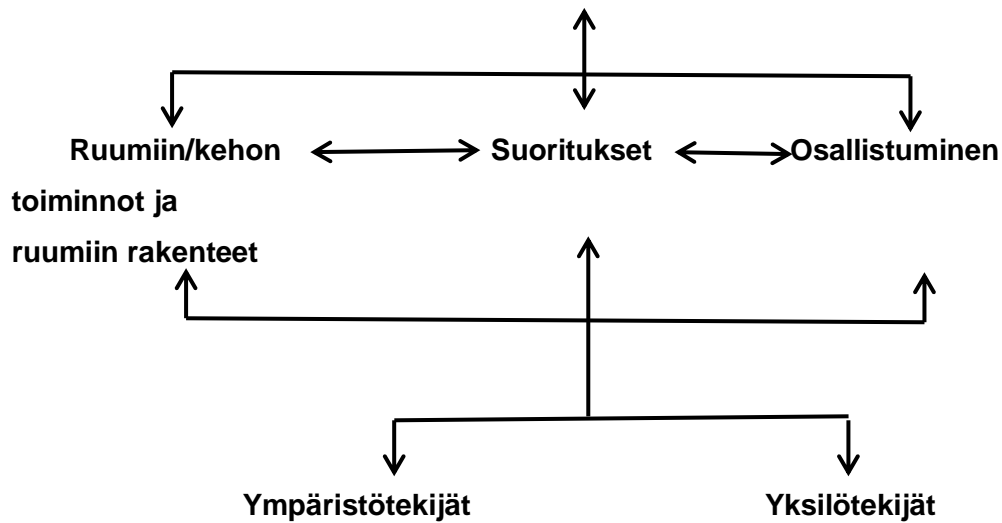 Ruumiin/kehon Suoritukset Osallistuminen
toiminnot ja
ruumiin rakenteet
Ympäristötekijät Yksilötekijät